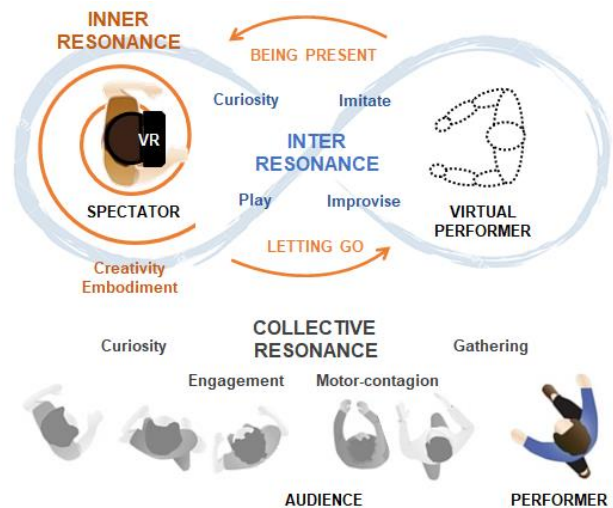 INNER
RESONANCE
BEING PRESENT
Curiosity
Imitate
VR
INTER
RESONANCE
Play
Improvise
SPECTATOR
VIRTUAL
PERFORMER
LETTING GO
Creativity
Embodiment
COLLECTIVE
RESONANCE
Curiosity
Gathering
Engagement
Motor-contagion
AUDIENCE
PERFORMER